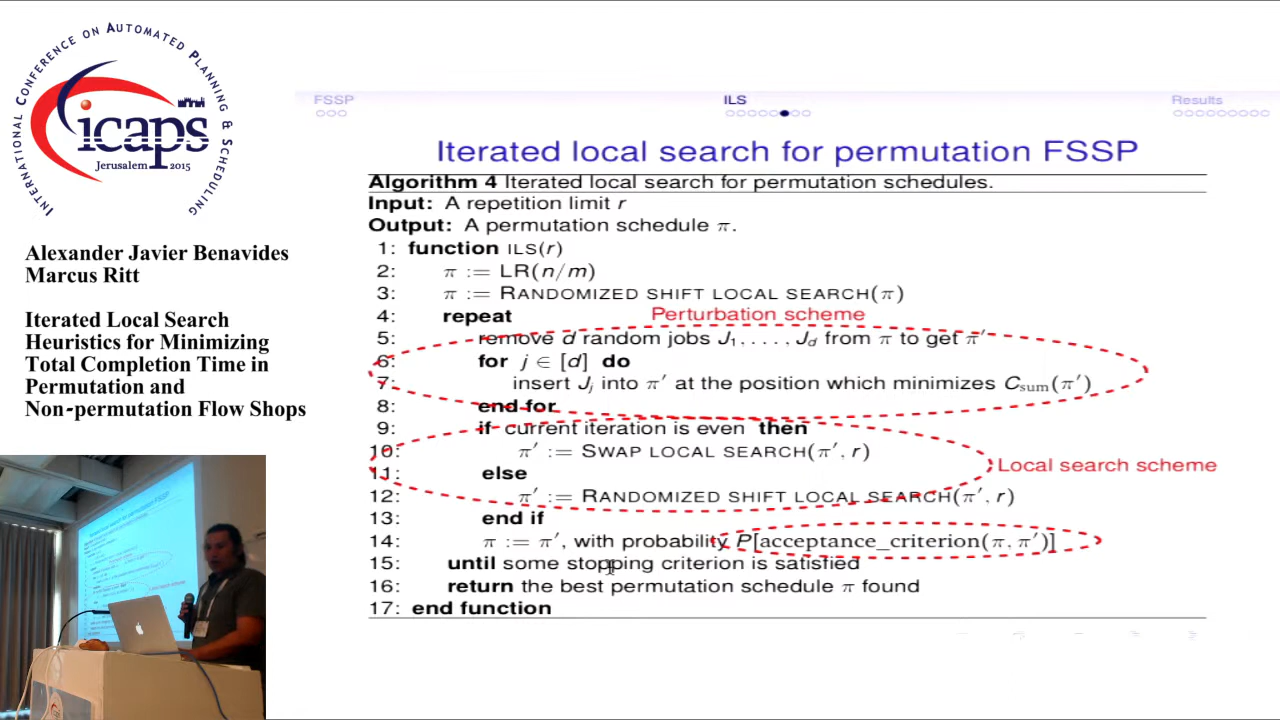 INTERNATIONAL CONFERENCE ON AUTOMATED PLANNING & SCHEDULING
icaps
Jerusalem 2015
Alexander Javier Benavides
Marcus Ritt
Iterated Local Search
Heuristics for Minimizing
Total Completion Time in
Permutation and
Non-permutation Flow Shops
FSSP
ILS
Results
Iterated local search for permutation FSSP
Algorithm 4 Iterated local search for permutation schedules.
Input: A repetition limit r
Output: A permutation schedule π.
1: function ILS(r)
2: π := LR(n/m)
3: π := RANDOMIZED SHIFT LOCAL SEARCH(π)
4: repeat
Perturbation scheme
5: remove d random jobs J₁, . . . , J_d from π to get π′
6: for j ∈ [d] do
7: insert J_j into π′ at the position which minimizes C_sum(π′)
8: end for
9: if current iteration is even then
10: π′ := SWAP LOCAL SEARCH(π′, r)
11: else
Local search scheme
12: π′ := RANDOMIZED SHIFT LOCAL SEARCH(π′, r)
13: end if
14: π := π′, with probability P[acceptance_criterion(π, π′)]
15: until some stopping criterion is satisfied
16: return the best permutation schedule π found
17: end function